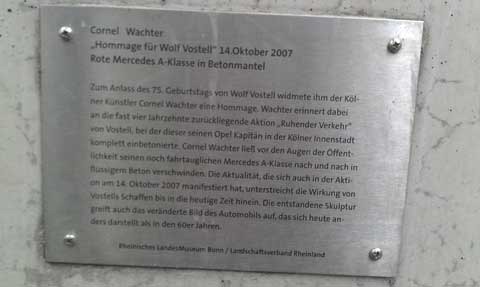 Cornel Wachter
„Hommage für Wolf Vostell“ 14.Oktober 2007
Rote Mercedes A-Klasse in Betonmantel
Zum Anlass des 75. Geburtstags von Wolf Vostell widmete ihm der Köl-
ner Künstler Cornel Wachter eine Hommage. Wachter erinnert dabei
an die fast vier Jahrzehnte zurückliegende Aktion „Ruhender Verkehr“
von Vostell, bei der dieser seinen Opel Kapitän in der Kölner Innenstadt
komplett einbetonierte. Cornel Wachter ließ vor den Augen der Öffent-
lichkeit seinen noch fahrtauglichen Mercedes A-Klasse nach und nach in
flüssigem Beton verschwinden. Die Aktualität, die sich auch in der Akti-
on am 14. Oktober 2007 manifestiert hat, unterstreicht die Wirkung von
Vostells Schaffen bis in die heutige Zeit hinein. Die entstandene Skulptur
greift auch das veränderte Bild des Automobils auf, das sich heute an-
ders darstellt als in den 60er Jahren.
Rheinisches LandesMuseum Bonn / Landschaftsverband Rheinland